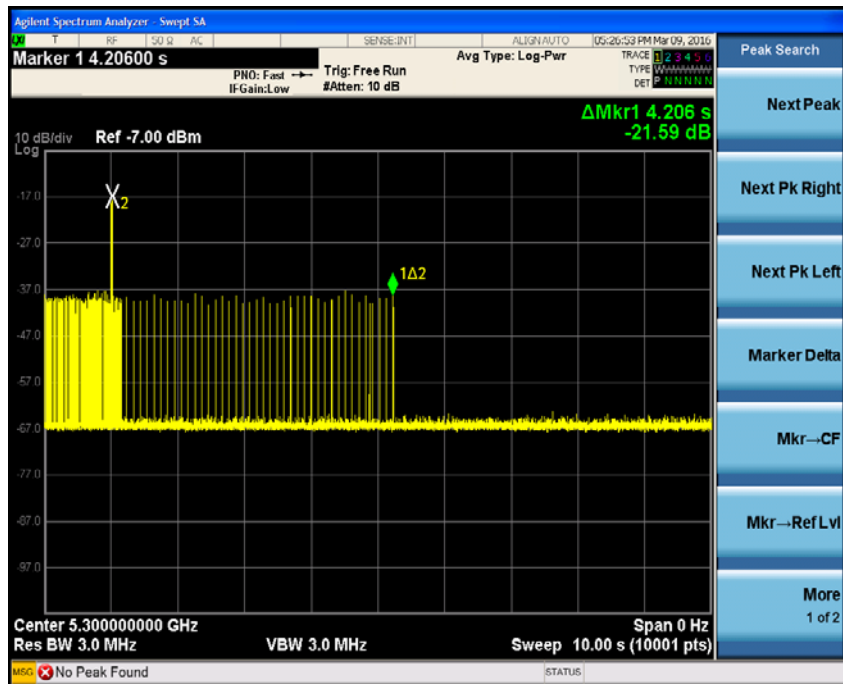 Agilent Spectrum Analyzer - Swept SA
LXI T RF 50 Ω AC SENSE:INT ALIGNAUTO 05:26:53 PM Mar 09, 2016
Marker 1 4.20600 s
PNO: Fast
IFGain:Low
Trig: Free Run
#Atten: 10 dB
Avg Type: Log-Pwr
TRACE 1 2 3 4 5 6
TYPE
DET P N N N N N
Peak Search
Next Peak
Next Pk Right
Next Pk Left
Marker Delta
Mkr→CF
Mkr→Ref Lvl
More
1 of 2
ΔMkr1 4.206 s
-21.59 dB
10 dB/div Ref -7.00 dBm
Log
-17.0
-27.0
-37.0
-47.0
-57.0
-67.0
-77.0
-87.0
-97.0
2
1Δ2
Center 5.300000000 GHz Span 0 Hz
Res BW 3.0 MHz VBW 3.0 MHz Sweep 10.00 s (10001 pts)
MSG No Peak Found STATUS